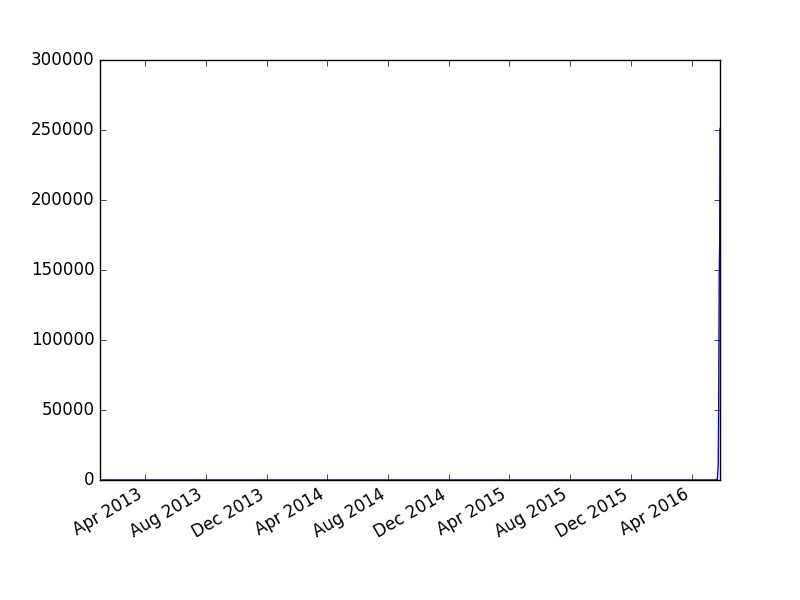 300000
250000
200000
150000
100000
50000
0
Apr 2013
Aug 2013
Dec 2013
Apr 2014
Aug 2014
Dec 2014
Apr 2015
Aug 2015
Dec 2015
Apr 2016